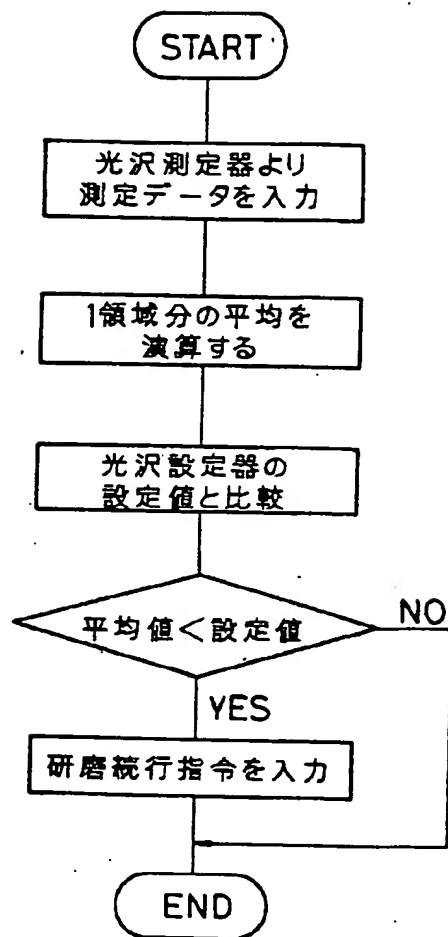 START
光沢測定器より
測定データを入力
1領域分の平均を
演算する
光沢設定器の
設定値と比較
平均値<設定値
NO
YES
研磨続行指令を入力
END